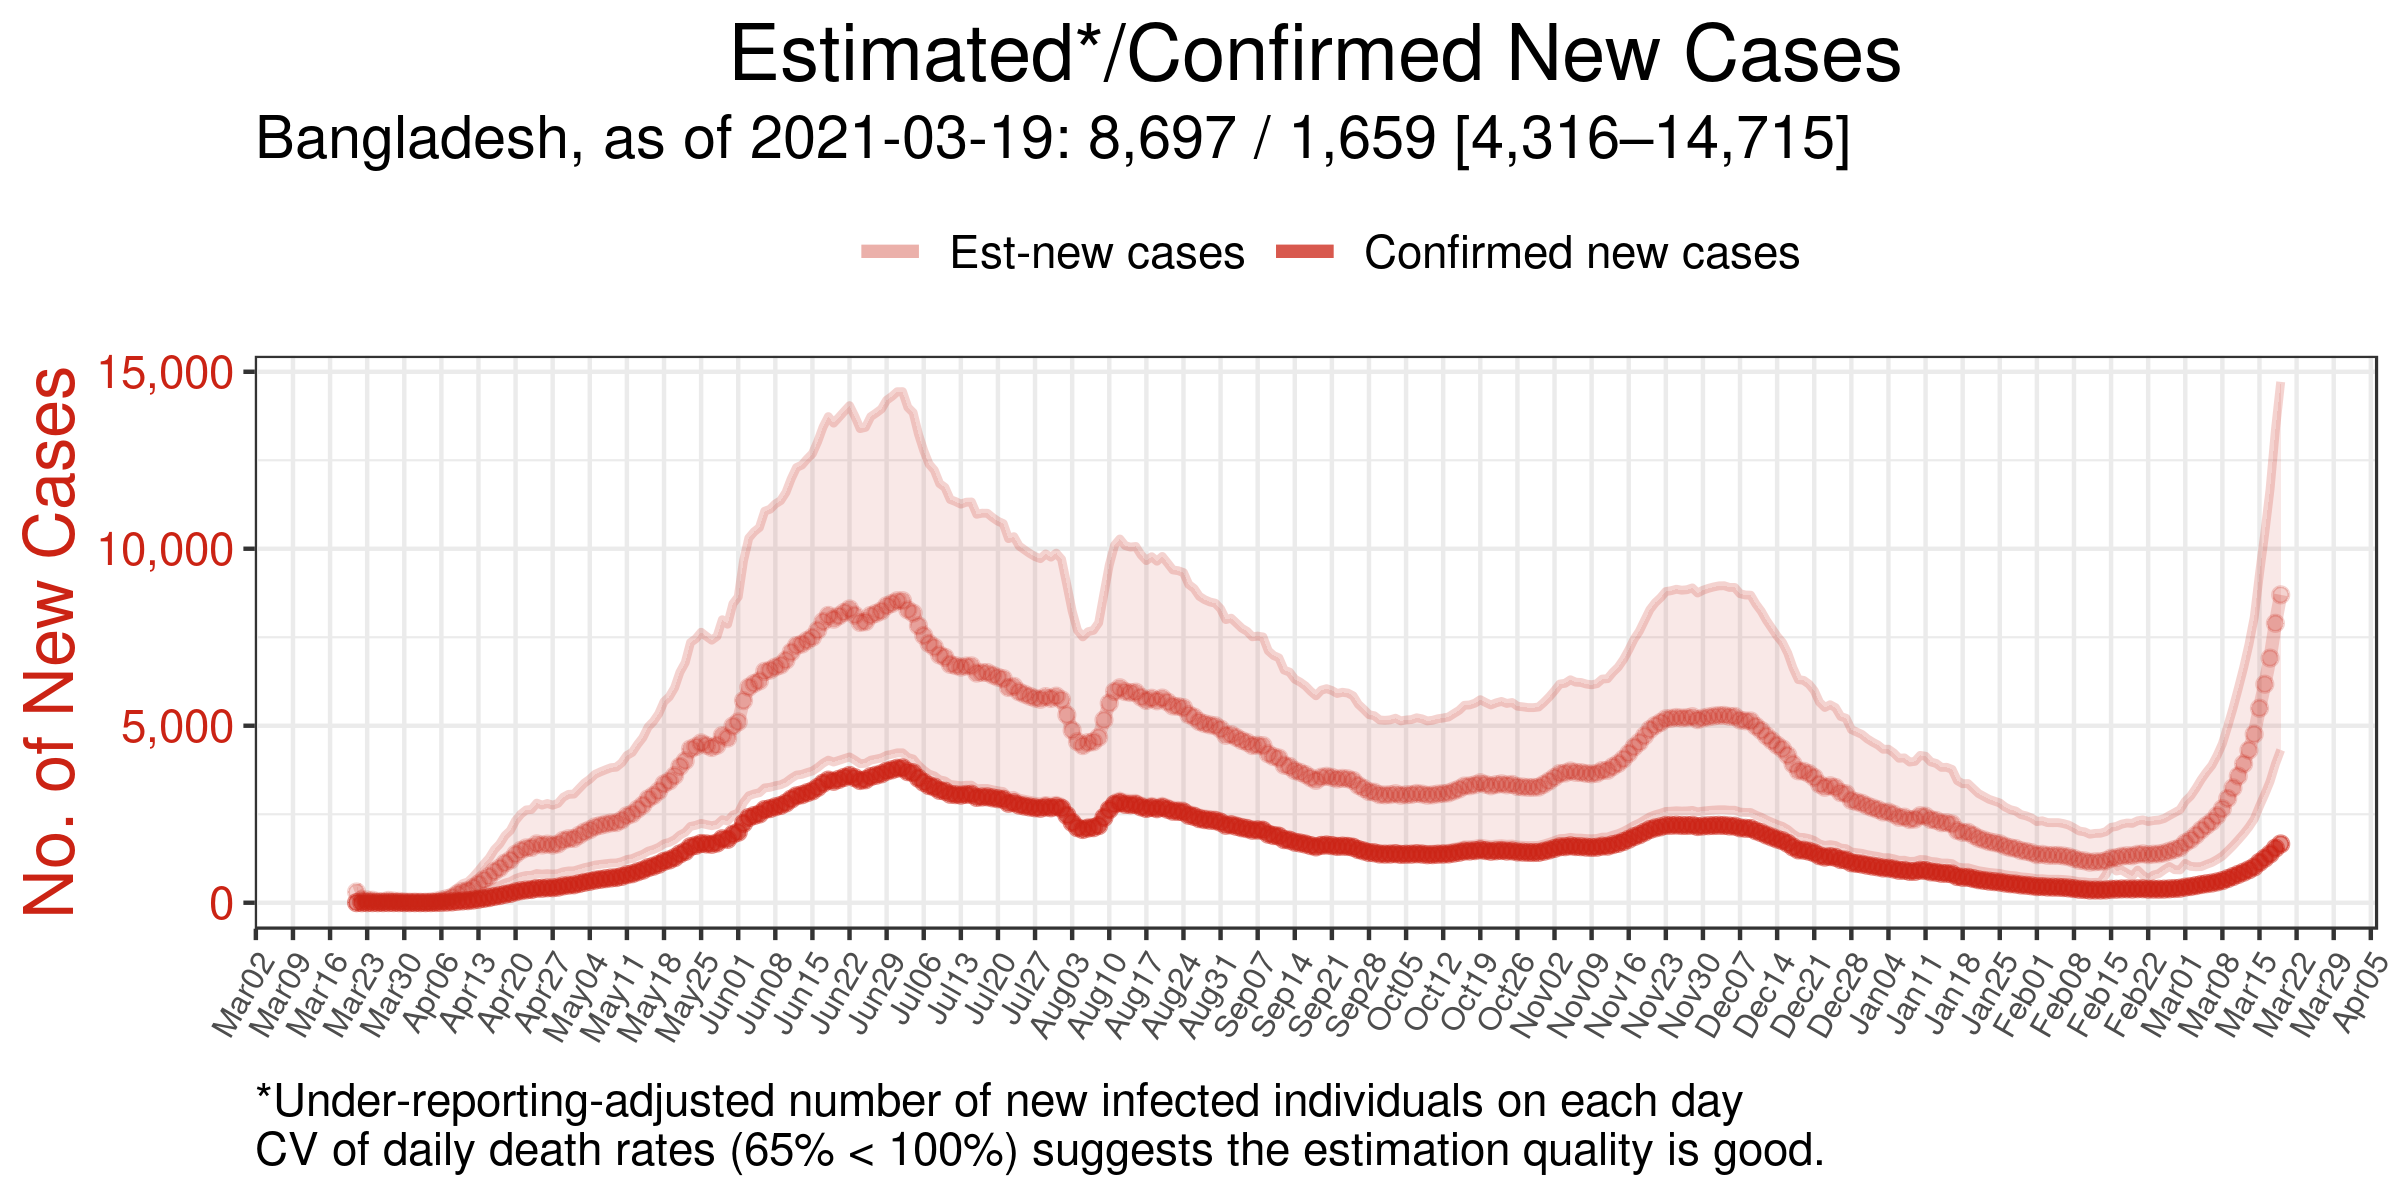 Estimated*/Confirmed New Cases
Bangladesh, as of 2021-03-19: 8,697 / 1,659 [4,316–14,715]
Est-new cases
Confirmed new cases
No. of New Cases
15,000
10,000
5,000
0
Mar02
Mar09
Mar16
Mar23
Mar30
Apr06
Apr13
Apr20
Apr27
May04
May11
May18
May25
Jun01
Jun08
Jun15
Jun22
Jun29
Jul06
Jul13
Jul20
Jul27
Aug03
Aug10
Aug17
Aug24
Aug31
Sep07
Sep14
Sep21
Sep28
Oct05
Oct12
Oct19
Oct26
Nov02
Nov09
Nov16
Nov23
Nov30
Dec07
Dec14
Dec21
Dec28
Jan04
Jan11
Jan18
Jan25
Feb01
Feb08
Feb15
Feb22
Mar01
Mar08
Mar15
Mar22
Mar29
Apr05
*Under-reporting-adjusted number of new infected individuals on each day
CV of daily death rates (65% < 100%) suggests the estimation quality is good.